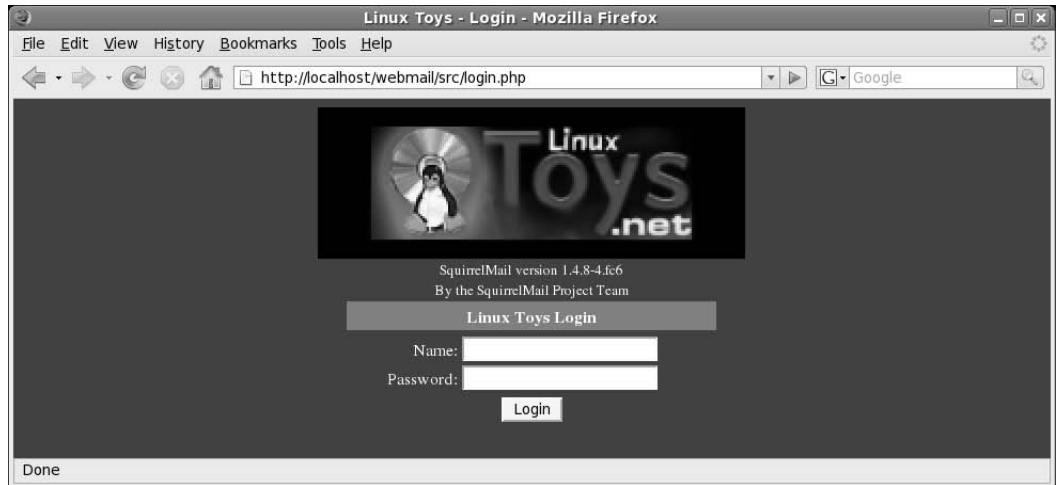 Linux Toys - Login - Mozilla Firefox
File Edit View History Bookmarks Tools Help
http://localhost/webmail/src/login.php
G Google
Linux
Toys
.net
SquirrelMail version 1.4.8-4.fc6
By the SquirrelMail Project Team
Linux Toys Login
Name:
Password:
Login
Done